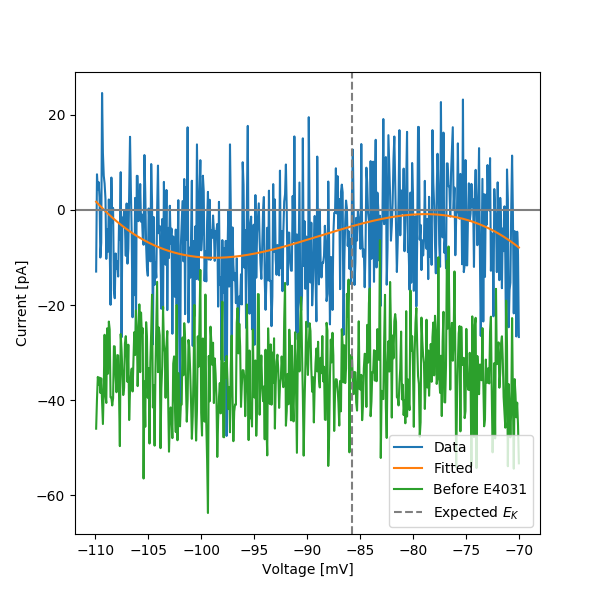 20
0
−20
−40
−60
Current [pA]
Data
Fitted
Before E4031
Expected E_K
−110 −105 −100 −95 −90 −85 −80 −75 −70
Voltage [mV]